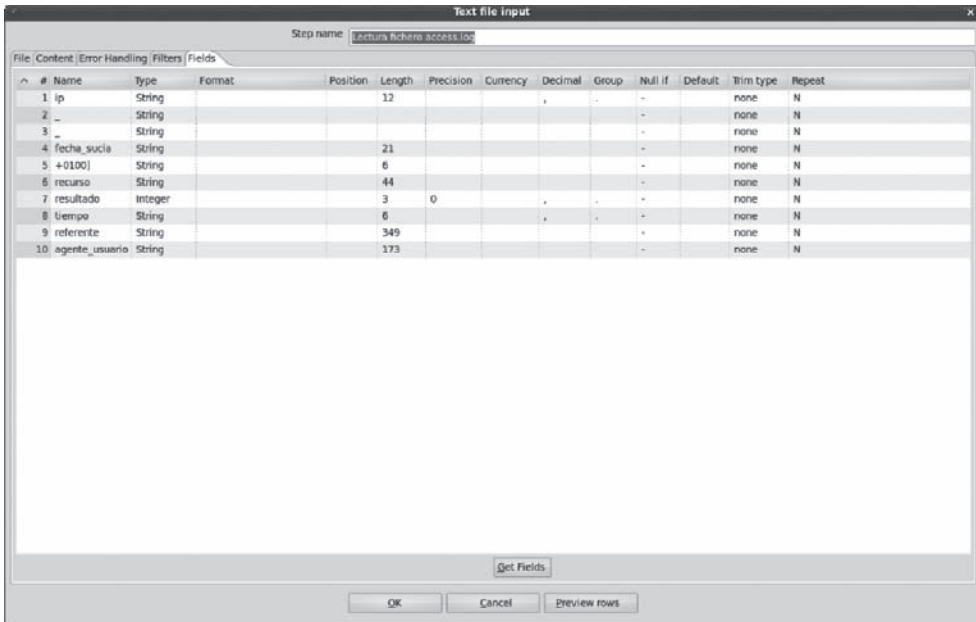 Text file input
Step name Lectura fichero access.log
File Content Error Handling Filters Fields
# Name Type Format Position Length Precision Currency Decimal Group Null if Default Trim type Repeat
1 ip String 12 , . - none N
2 _ String - none N
3 _ String - none N
4 fecha_sucia String 21 - none N
5 +0100] String 6 - none N
6 recurso String 44 - none N
7 resultado Integer 3 0 , . - none N
8 tiempo String 6 , . - none N
9 referente String 349 - none N
10 agente_usuario String 173 - none N
Get Fields
OK Cancel Preview rows